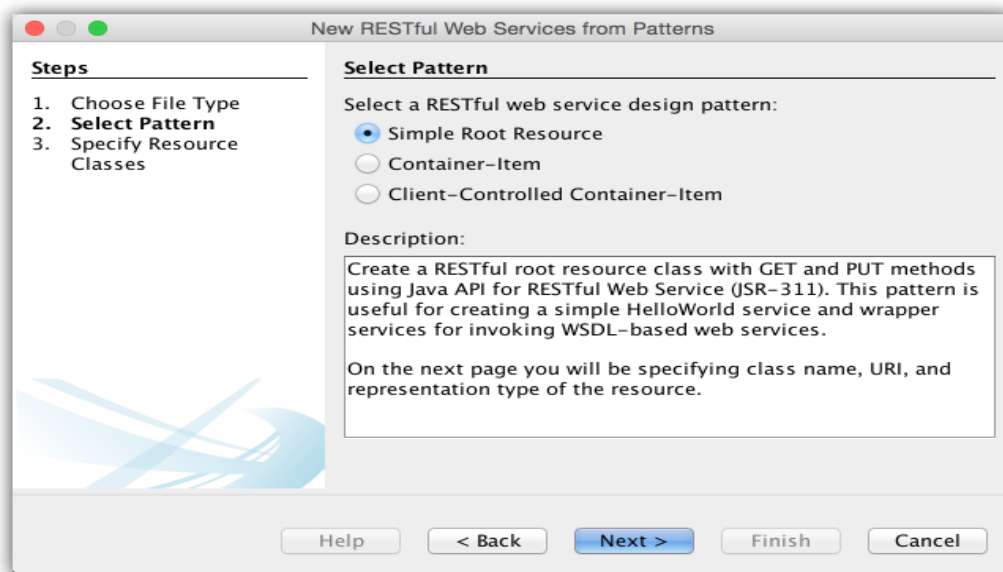 New RESTful Web Services from Patterns
Steps
1. Choose File Type
2. Select Pattern
3. Specify Resource
Classes
Select Pattern
Select a RESTful web service design pattern:
Simple Root Resource
Container-Item
Client-Controlled Container-Item
Description:
Create a RESTful root resource class with GET and PUT methods
using Java API for RESTful Web Service (JSR-311). This pattern is
useful for creating a simple HelloWorld service and wrapper
services for invoking WSDL-based web services.
On the next page you will be specifying class name, URI, and
representation type of the resource.
Help < Back Next > Finish Cancel